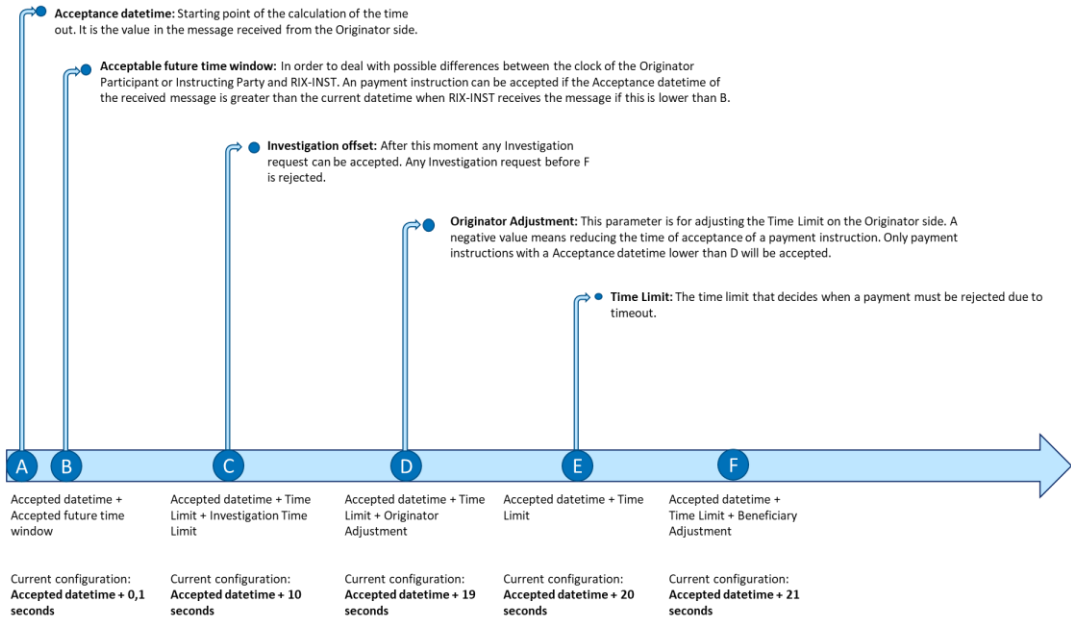 Acceptance datetime: Starting point of the calculation of the time
out. It is the value in the message received from the Originator side.
Acceptable future time window: In order to deal with possible differences between the clock of the Originator
Participant or Instructing Party and RIX-INST. An payment instruction can be accepted if the Acceptance datetime of
the received message is greater than the current datetime when RIX-INST receives the message if this is lower than B.
Investigation offset: After this moment any Investigation
request can be accepted. Any Investigation request before F
is rejected.
Originator Adjustment: This parameter is for adjusting the Time Limit on the Originator side. A
negative value means reducing the time of acceptance of a payment instruction. Only payment
instructions with a Acceptance datetime lower than D will be accepted.
Time Limit: The time limit that decides when a payment must be rejected due to
timeout.
A
B
C
D
E
F
Accepted datetime +
Accepted future time
window
Current configuration:
Accepted datetime + 0,1
seconds
Accepted datetime + Time
Limit + Investigation Time
Limit
Current configuration:
Accepted datetime + 10
seconds
Accepted datetime + Time
Limit + Originator
Adjustment
Current configuration:
Accepted datetime + 19
seconds
Accepted datetime + Time
Limit
Current configuration:
Accepted datetime + 20
seconds
Accepted datetime +
Time Limit + Beneficiary
Adjustment
Current configuration:
Accepted datetime + 21
seconds